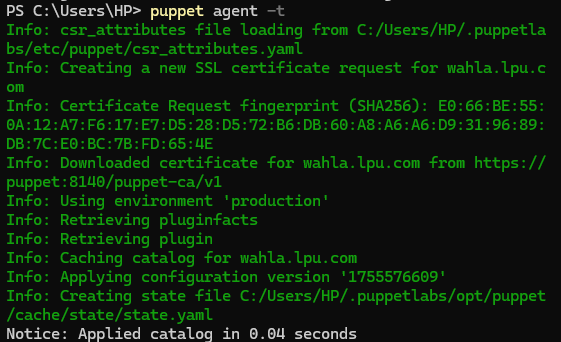 PS C:\Users\HP> puppet agent -t
Info: csr_attributes file loading from C:/Users/HP/.puppetla
bs/etc/puppet/csr_attributes.yaml
Info: Creating a new SSL certificate request for wahla.lpu.c
om
Info: Certificate Request fingerprint (SHA256): E0:66:BE:55:
0A:12:A7:F6:17:E7:D5:28:D5:72:B6:DB:60:A8:A6:A6:D9:31:96:89:
DB:7C:E0:BC:7B:FD:65:4E
Info: Downloaded certificate for wahla.lpu.com from https://
puppet:8140/puppet-ca/v1
Info: Using environment 'production'
Info: Retrieving pluginfacts
Info: Retrieving plugin
Info: Caching catalog for wahla.lpu.com
Info: Applying configuration version '1755576609'
Info: Creating state file C:/Users/HP/.puppetlabs/opt/puppet
/cache/state/state.yaml
Notice: Applied catalog in 0.04 seconds